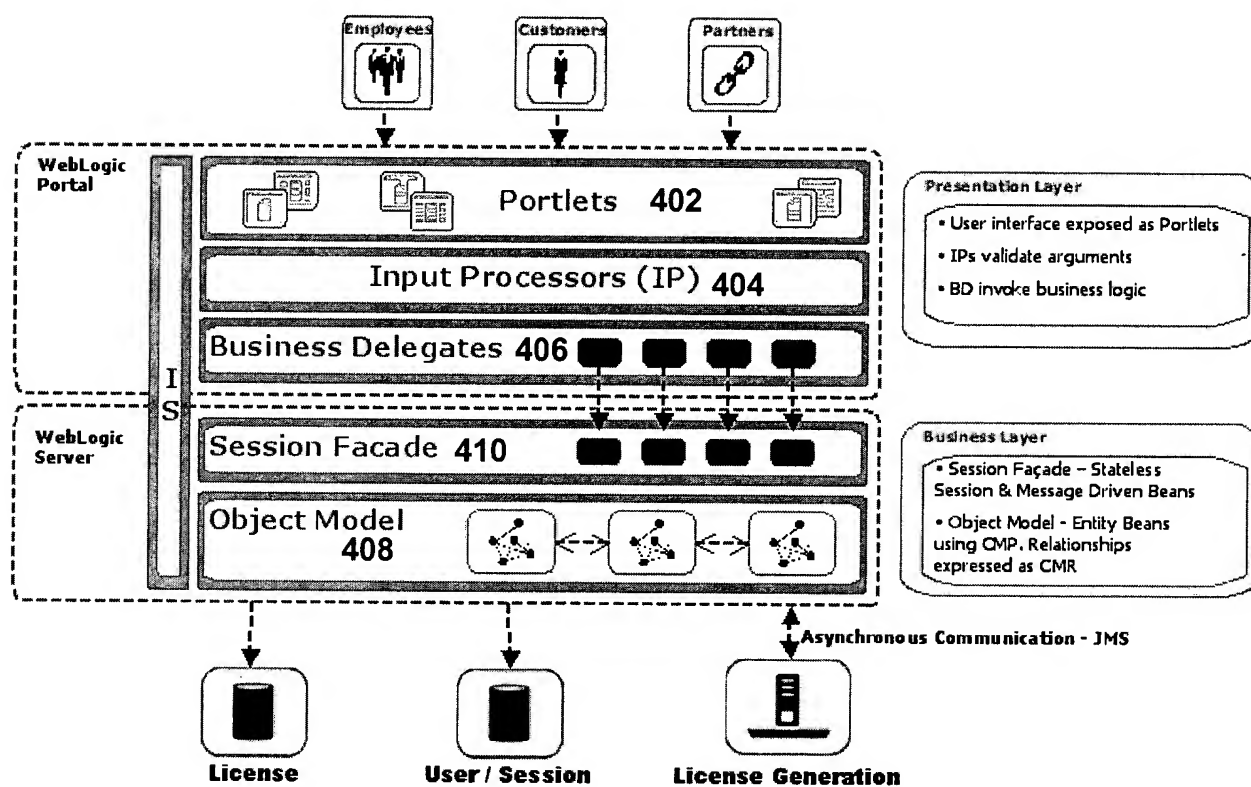 Employees
Customers
Partners
WebLogic
Portal
Portlets 402
Input Processors (IP) 404
Business Delegates 406
I
S
WebLogic
Server
Session Facade 410
Object Model
408
Presentation Layer
• User interface exposed as Portlets
• IPs validate arguments
• BD invoke business logic
Business Layer
• Session Façade – Stateless
Session & Message Driven Beans
• Object Model - Entity Beans
using CMP. Relationships
expressed as CMR
Asynchronous Communication - JMS
License
User / Session
License Generation